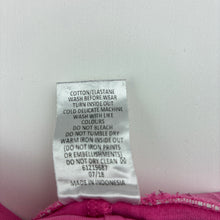 COTTON/ELASTANE
WASH BEFORE WEAR
TURN INSIDE OUT
COLD DELICATE MACHINE
WASH WITH LIKE
COLOURS
DO NOT BLEACH
DO NOT TUMBLE DRY
WARM IRON INSIDE OUT
DO NOT IRON PRINTS
OR EMBELLISHMENTS
DO NOT DRY CLEAN
61219687
07/18
MADE IN INDONESIA